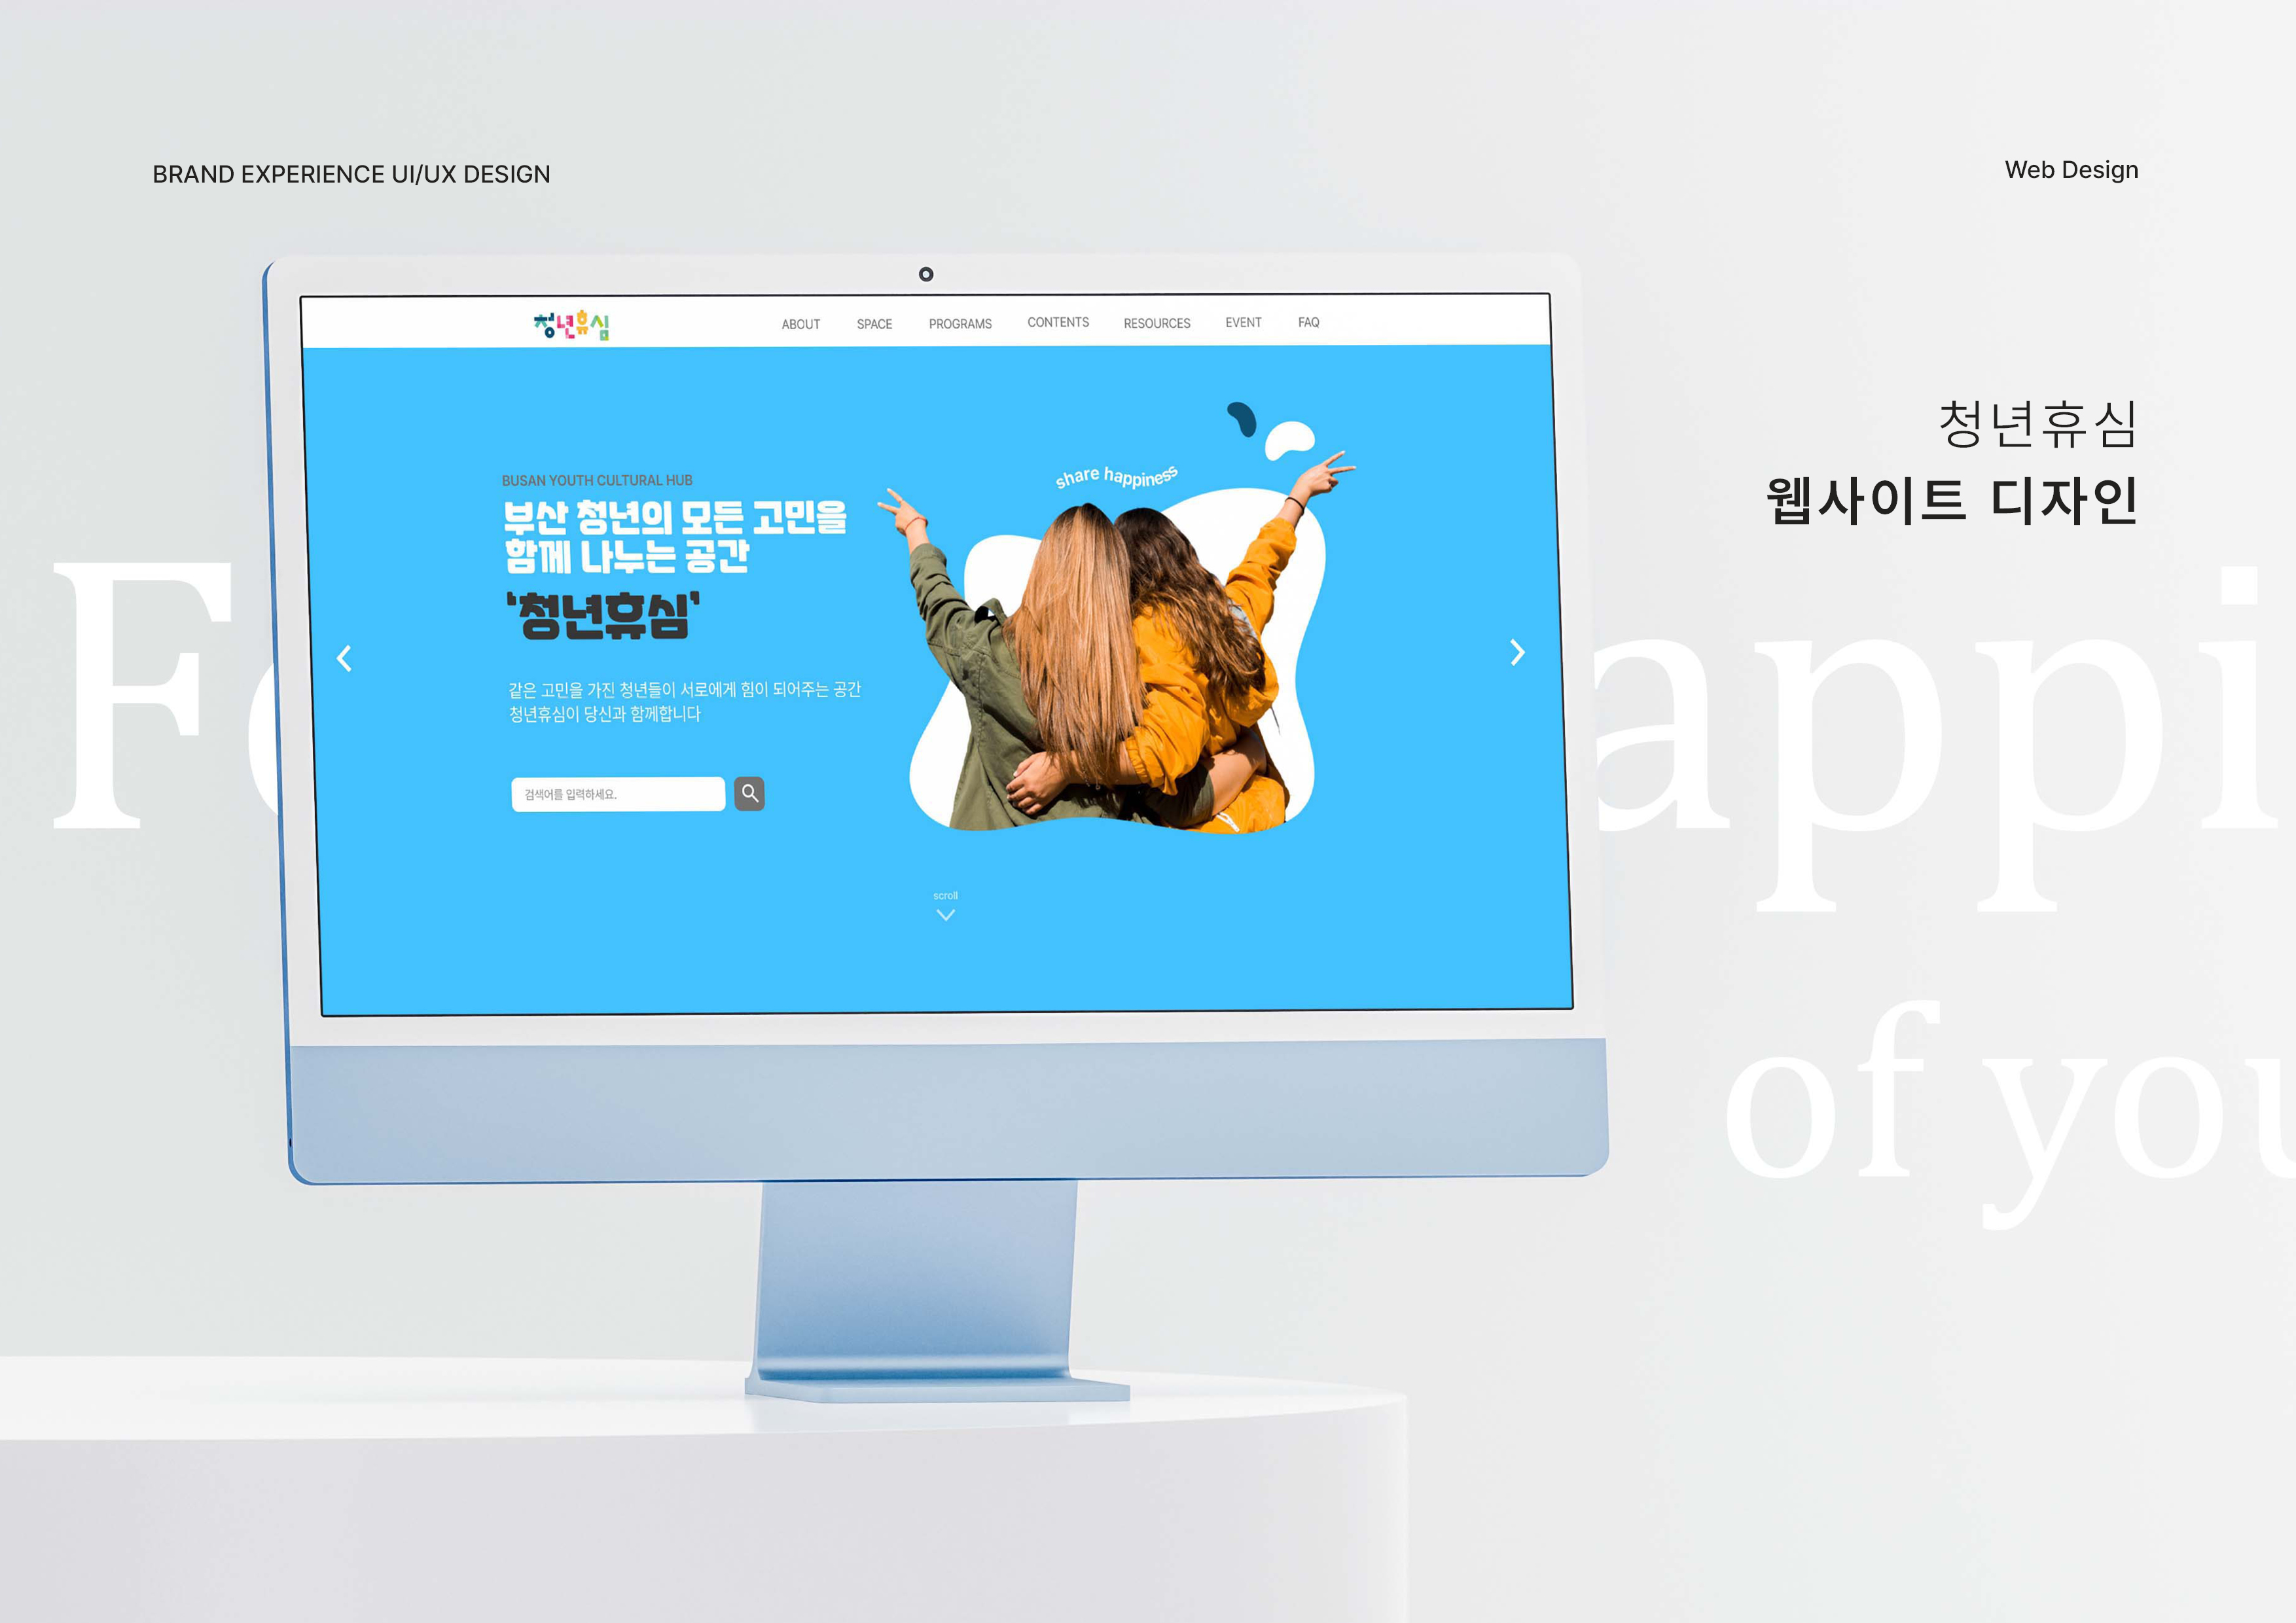 BRAND EXPERIENCE UI/UX DESIGN
Web Design
청년휴심
웹사이트 디자인
청년휴심
ABOUT
SPACE
PROGRAMS
CONTENTS
RESOURCES
EVENT
FAQ
BUSAN YOUTH CULTURAL HUB
부산 청년의 모든 고민을
함께 나누는 공간
‘청년휴심’
같은 고민을 가진 청년들이 서로에게 힘이 되어주는 공간
청년휴심이 당신과 함께합니다
검색어를 입력하세요.
share happiness
scroll
F appi
of you